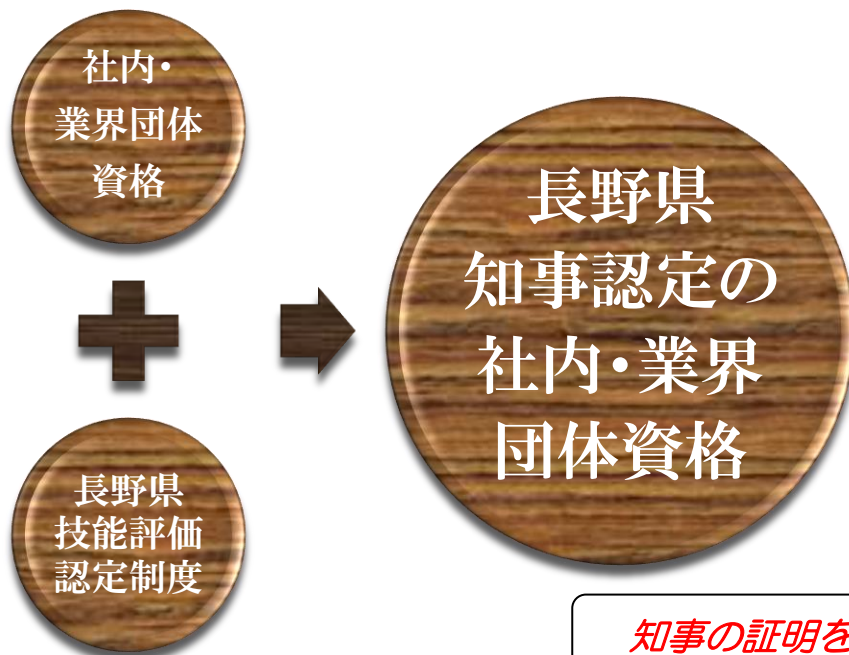 社内・
業界団体
資格
長野県
技能評価
認定制度
長野県
知事認定の
社内・業界
団体資格
知事の証明を